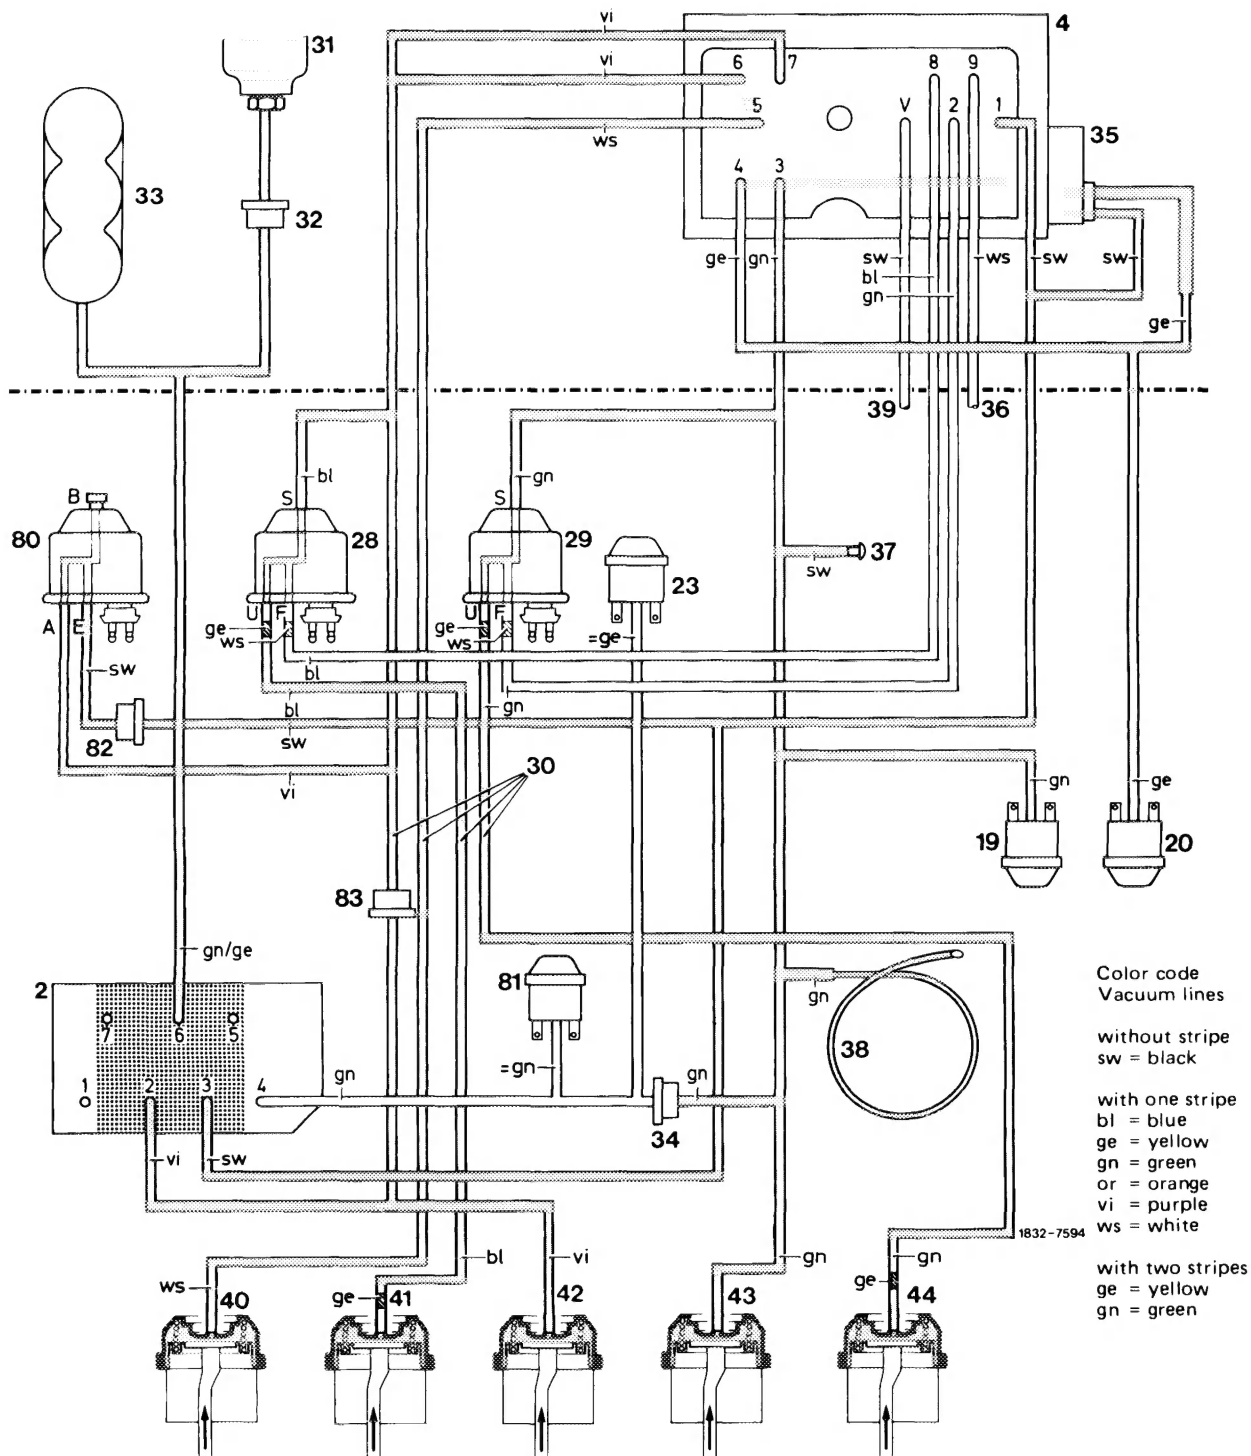 vi
31
4
vi
6
7
8
9
5
V
2
1
35
ws
33
32
4
3
ge
gn
sw
bl
gn
ws
sw
sw
ge
39
36
bl
gn
B
S
S
80
28
29
23
37
sw
A
E
U
F
U
F
ge
ws
ge
ws
=ge
sw
bl
bl
gn
82
sw
vi
30
gn
ge
19
20
83
gn/ge
2
81
gn
38
7
6
5
1
2
3
4
gn
=gn
gn
34
vi
sw
Color code
Vacuum lines
without stripe
sw = black
with one stripe
bl = blue
ge = yellow
gn = green
or = orange
vi = purple
ws = white
with two stripes
ge = yellow
gn = green
1832-7594
ws
bl
vi
gn
gn
ge
ge
40
41
42
43
44